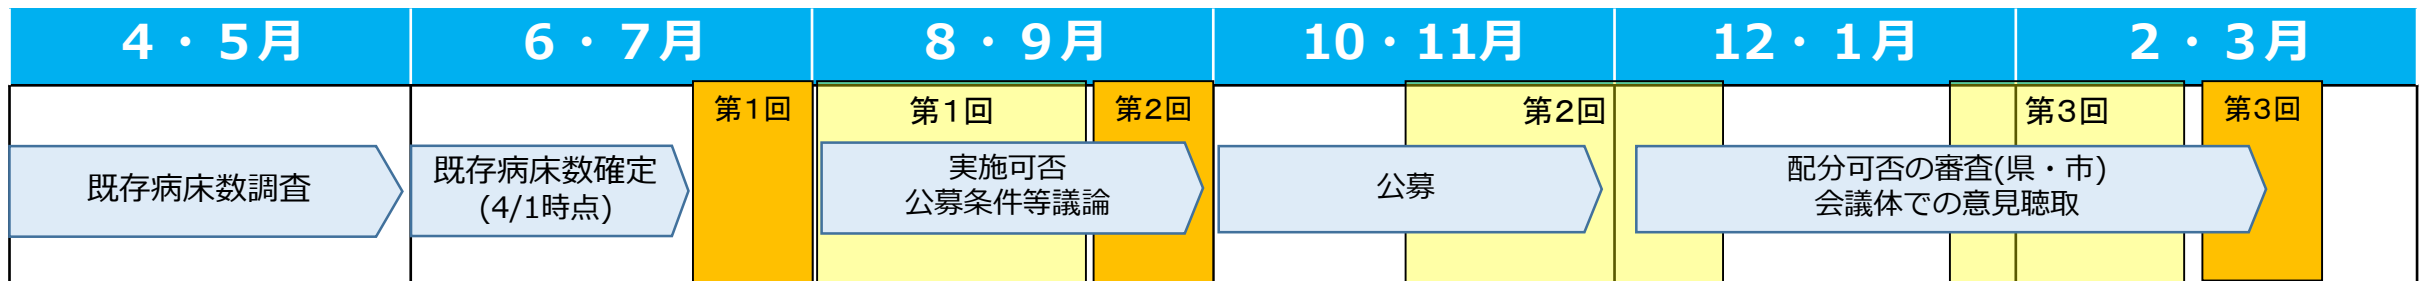 ４・５月
６・７月
８・９月
10・11月
12・１月
２・３月
第1回
第1回
第2回
第2回
第3回
第3回
既存病床数調査
既存病床数確定
(4/1時点)
実施可否
公募条件等議論
公募
配分可否の審査(県・市)
会議体での意見聴取